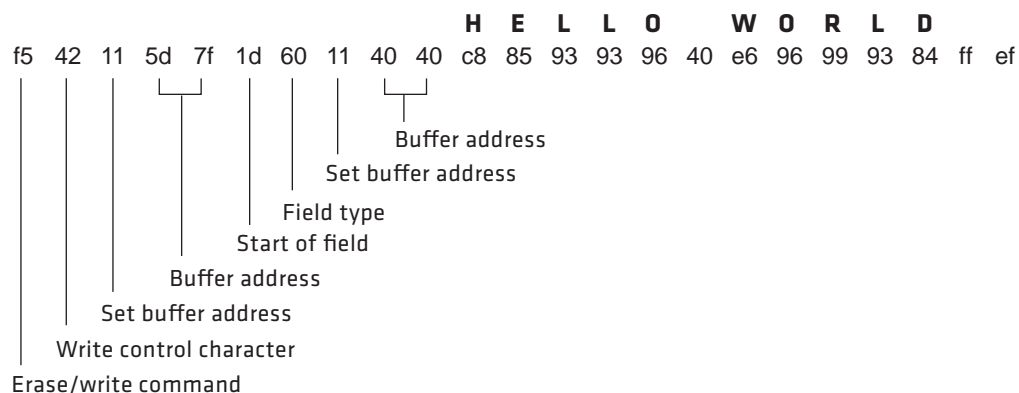 H E L L O W O R L D
f5 42 11 5d 7f 1d 60 11 40 40 c8 85 93 93 96 40 e6 96 99 93 84 ff ef
Buffer address
Set buffer address
Field type
Start of field
Buffer address
Set buffer address
Write control character
Erase/write command